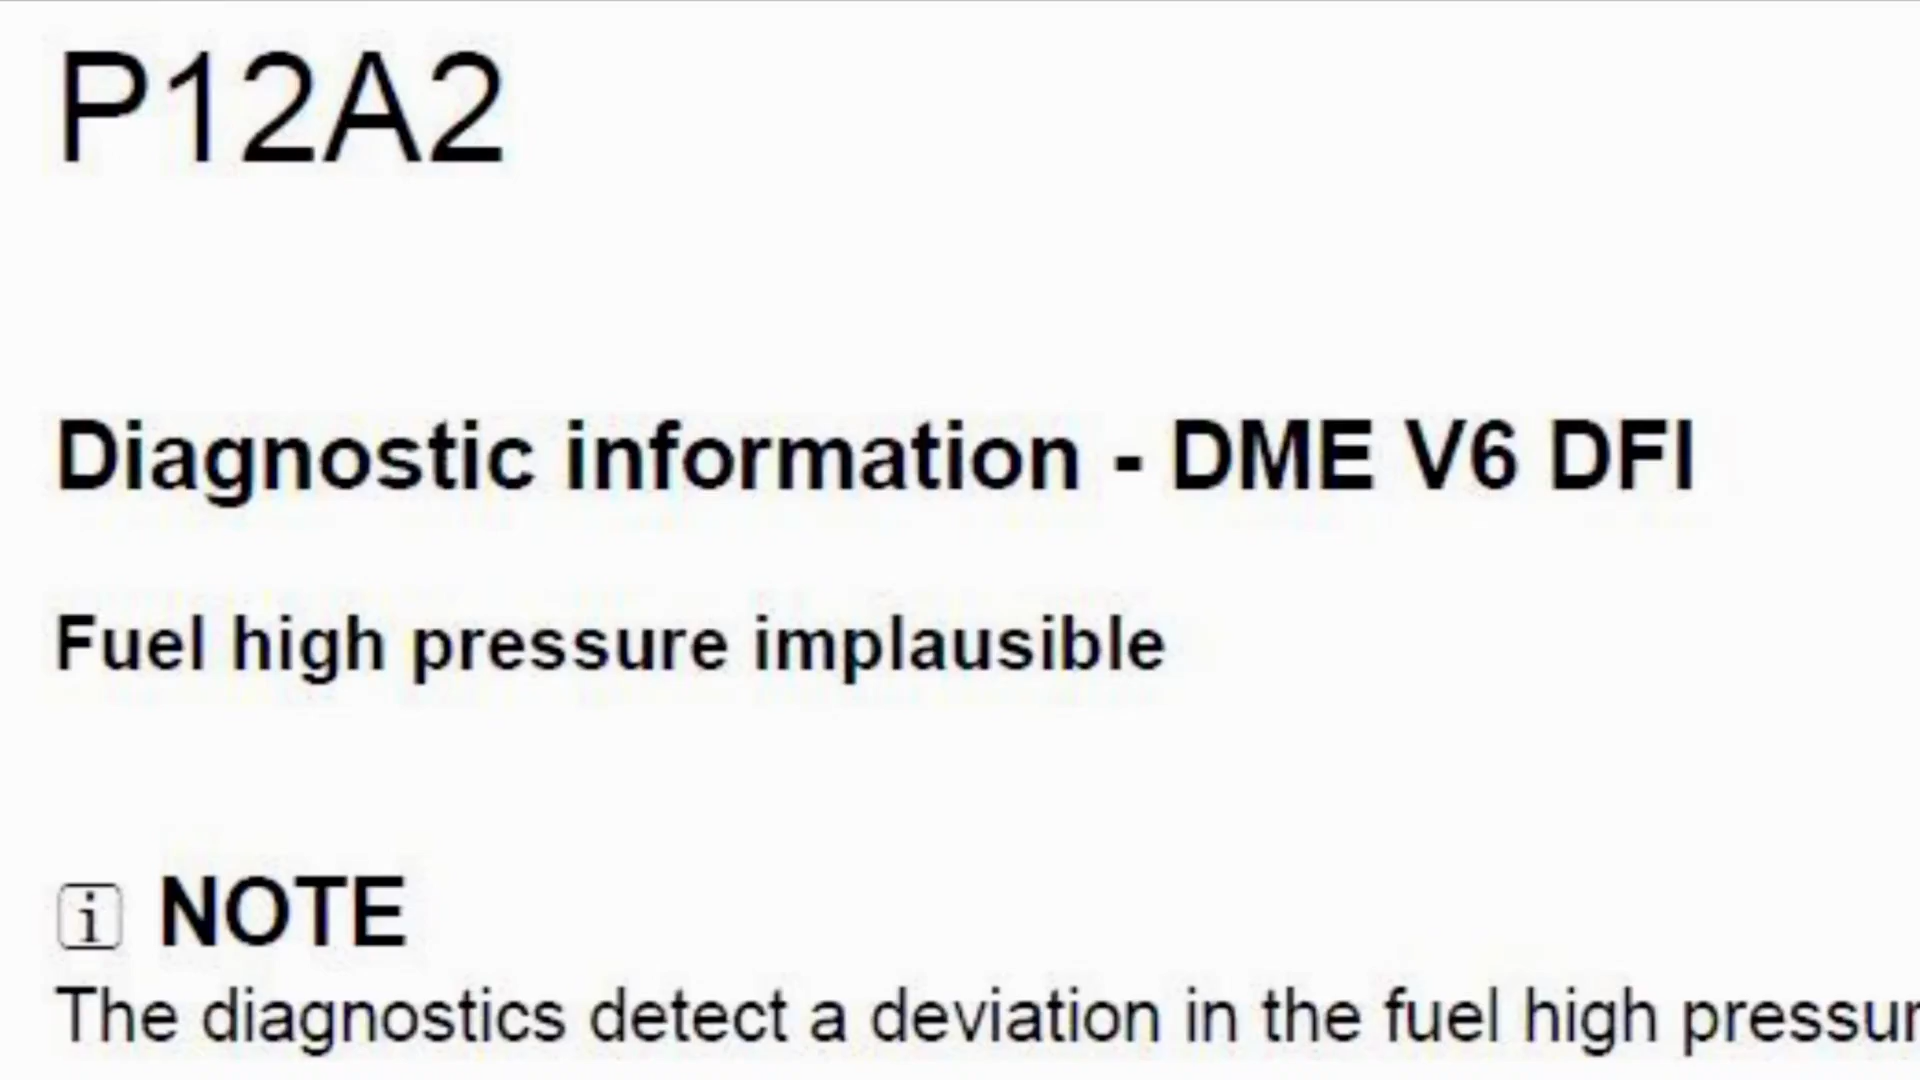 P12A2
Diagnostic information - DME V6 DFI
Fuel high pressure implausible
i NOTE
The diagnostics detect a deviation in the fuel high